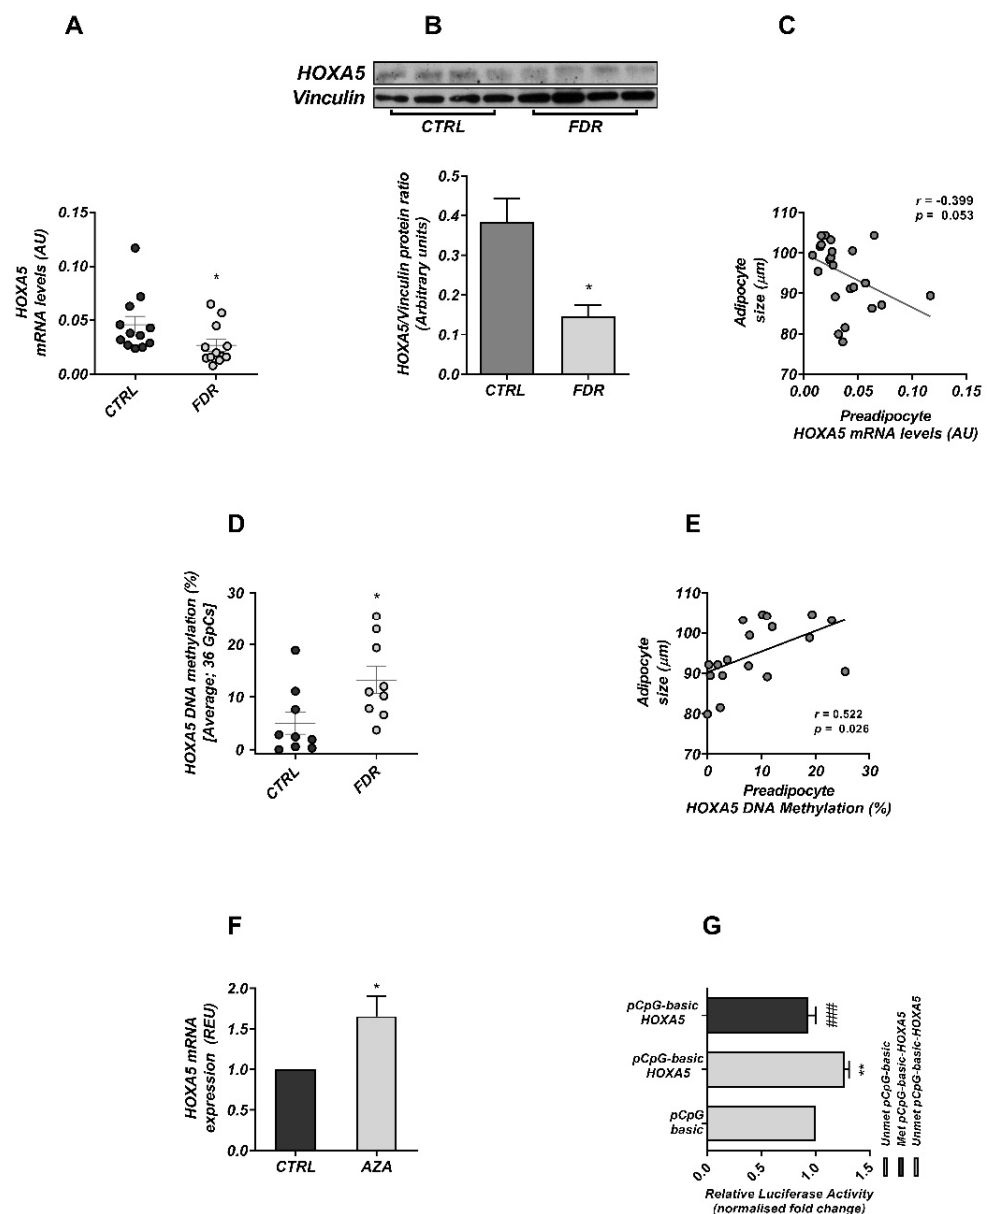 A
B
HOXA5
Vinculin
CTRL
FDR
HOXA5
mRNA levels (AU)
0.15
0.10
0.05
0.00
*
CTRL
FDR
HOXA5/Vinculin protein ratio
(Arbitrary units)
0.5
0.4
0.3
0.2
0.1
0.0
*
CTRL
FDR
C
r = -0.399
p = 0.053
Adipocyte
size (μm)
110
100
90
80
70
0.00
0.05
0.10
0.15
Preadipocyte
HOXA5 mRNA levels (AU)
D
HOXA5 DNA methylation (%)
[Average; 36 GpCs]
30
20
10
0
*
CTRL
FDR
E
Adipocyte
size (μm)
110
100
90
80
70
r = 0.522
p = 0.026
0
10
20
30
Preadipocyte
HOXA5 DNA Methylation (%)
F
HOXA5 mRNA
expression (REU)
2.0
1.5
1.0
0.5
0.0
*
CTRL
AZA
G
pCpG-basic
HOXA5
pCpG-basic
HOXA5
pCpG
basic
###
**
0.0
0.5
1.0
1.5
Relative Luciferase Activity
(normalised fold change)
Unmet pCpG-basic
Met pCpG-basic-HOXA5
Unmet pCpG-basic-HOXA5